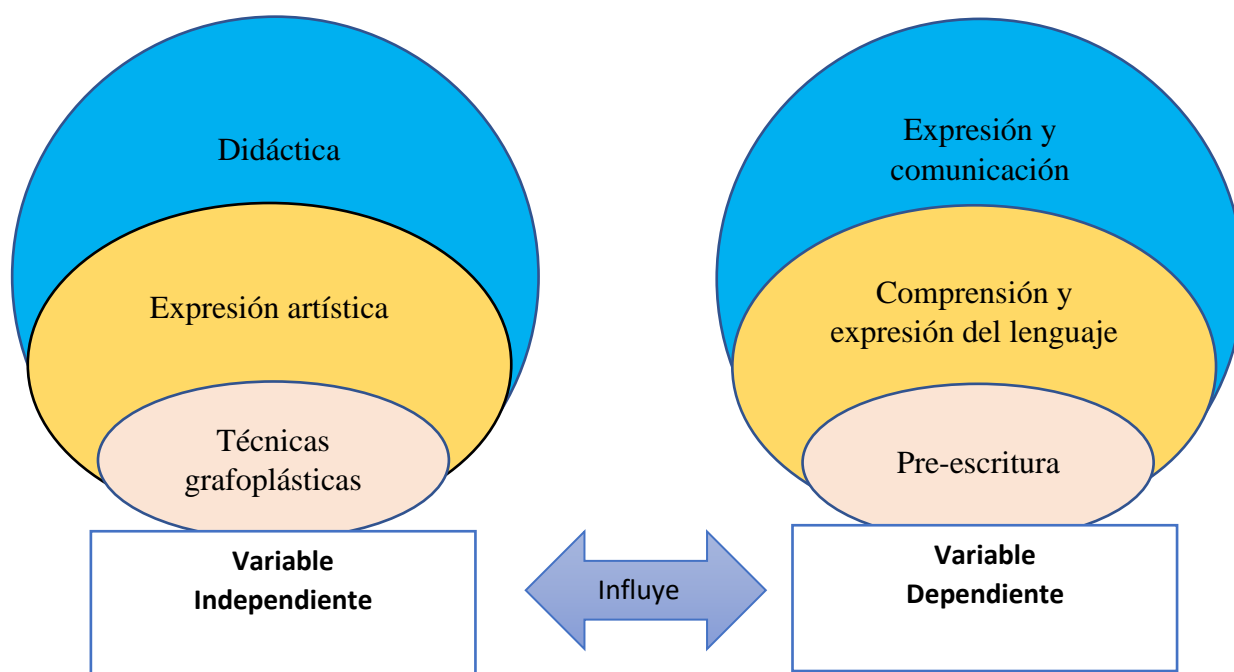 Didáctica
Expresión artística
Técnicas
grafoplásticas
Variable
Independiente
Influye
Expresión y
comunicación
Comprensión y
expresión del lenguaje
Pre-escritura
Variable
Dependiente